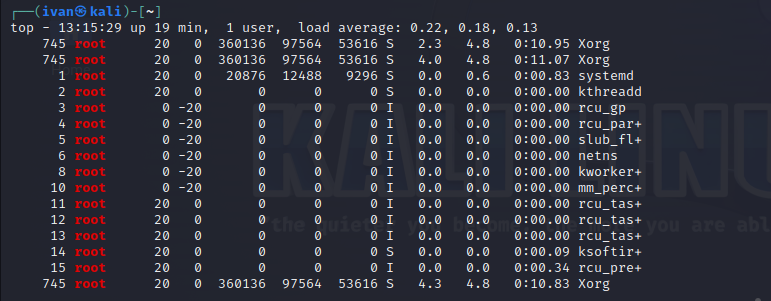 ┌──(ivan㉿kali)-[~]
top - 13:15:29 up 19 min,  1 user,  load average: 0.22, 0.18, 0.13
    745 root      20   0  360136  97564  53616 S   2.3   4.8   0:10.95 Xorg
    745 root      20   0  360136  97564  53616 S   4.0   4.8   0:11.07 Xorg
      1 root      20   0   20876  12488   9296 S   0.0   0.6   0:00.83 systemd
      2 root      20   0       0      0      0 S   0.0   0.0   0:00.00 kthreadd
      3 root       0 -20       0      0      0 I   0.0   0.0   0:00.00 rcu_gp
      4 root       0 -20       0      0      0 I   0.0   0.0   0:00.00 rcu_par+
      5 root       0 -20       0      0      0 I   0.0   0.0   0:00.00 slub_fl+
      6 root       0 -20       0      0      0 I   0.0   0.0   0:00.00 netns
      8 root       0 -20       0      0      0 I   0.0   0.0   0:00.00 kworker+
     10 root       0 -20       0      0      0 I   0.0   0.0   0:00.00 mm_perc+
     11 root      20   0       0      0      0 I   0.0   0.0   0:00.00 rcu_tas+
     12 root      20   0       0      0      0 I   0.0   0.0   0:00.00 rcu_tas+
     13 root      20   0       0      0      0 I   0.0   0.0   0:00.00 rcu_tas+
     14 root      20   0       0      0      0 S   0.0   0.0   0:00.09 ksoftir+
     15 root      20   0       0      0      0 I   0.0   0.0   0:00.34 rcu_pre+
    745 root      20   0  360136  97564  53616 S   4.3   4.8   0:10.83 Xorg
KALI
"the quieter you become, the more you are abl